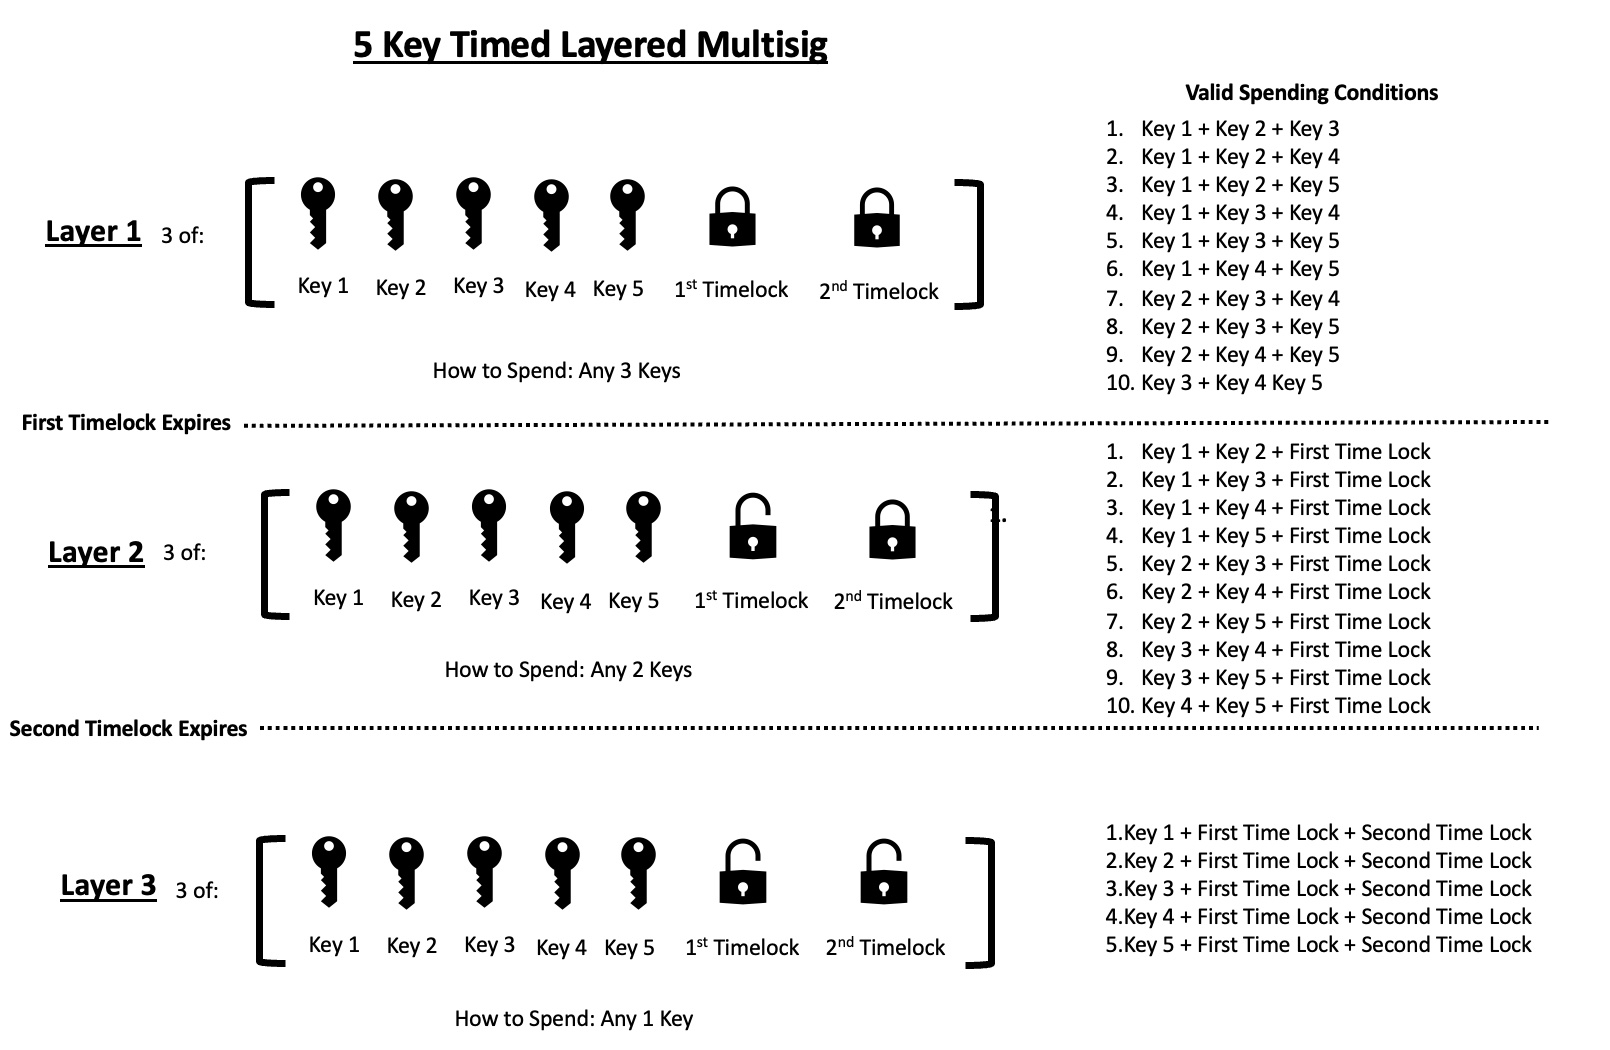 5 Key Timed Layered Multisig
Valid Spending Conditions
1. Key 1 + Key 2 + Key 3
2. Key 1 + Key 2 + Key 4
3. Key 1 + Key 2 + Key 5
4. Key 1 + Key 3 + Key 4
5. Key 1 + Key 3 + Key 5
6. Key 1 + Key 4 + Key 5
7. Key 2 + Key 3 + Key 4
8. Key 2 + Key 3 + Key 5
9. Key 2 + Key 4 + Key 5
10. Key 3 + Key 4 Key 5
Layer 1 3 of:
Key 1 Key 2 Key 3 Key 4 Key 5 1st Timelock 2nd Timelock
How to Spend: Any 3 Keys
First Timelock Expires
1. Key 1 + Key 2 + First Time Lock
2. Key 1 + Key 3 + First Time Lock
3. Key 1 + Key 4 + First Time Lock
4. Key 1 + Key 5 + First Time Lock
5. Key 2 + Key 3 + First Time Lock
6. Key 2 + Key 4 + First Time Lock
7. Key 2 + Key 5 + First Time Lock
8. Key 3 + Key 4 + First Time Lock
9. Key 3 + Key 5 + First Time Lock
10. Key 4 + Key 5 + First Time Lock
Layer 2 3 of:
Key 1 Key 2 Key 3 Key 4 Key 5 1st Timelock 2nd Timelock
How to Spend: Any 2 Keys
Second Timelock Expires
1.Key 1 + First Time Lock + Second Time Lock
2.Key 2 + First Time Lock + Second Time Lock
3.Key 3 + First Time Lock + Second Time Lock
4.Key 4 + First Time Lock + Second Time Lock
5.Key 5 + First Time Lock + Second Time Lock
Layer 3 3 of:
Key 1 Key 2 Key 3 Key 4 Key 5 1st Timelock 2nd Timelock
How to Spend: Any 1 Key